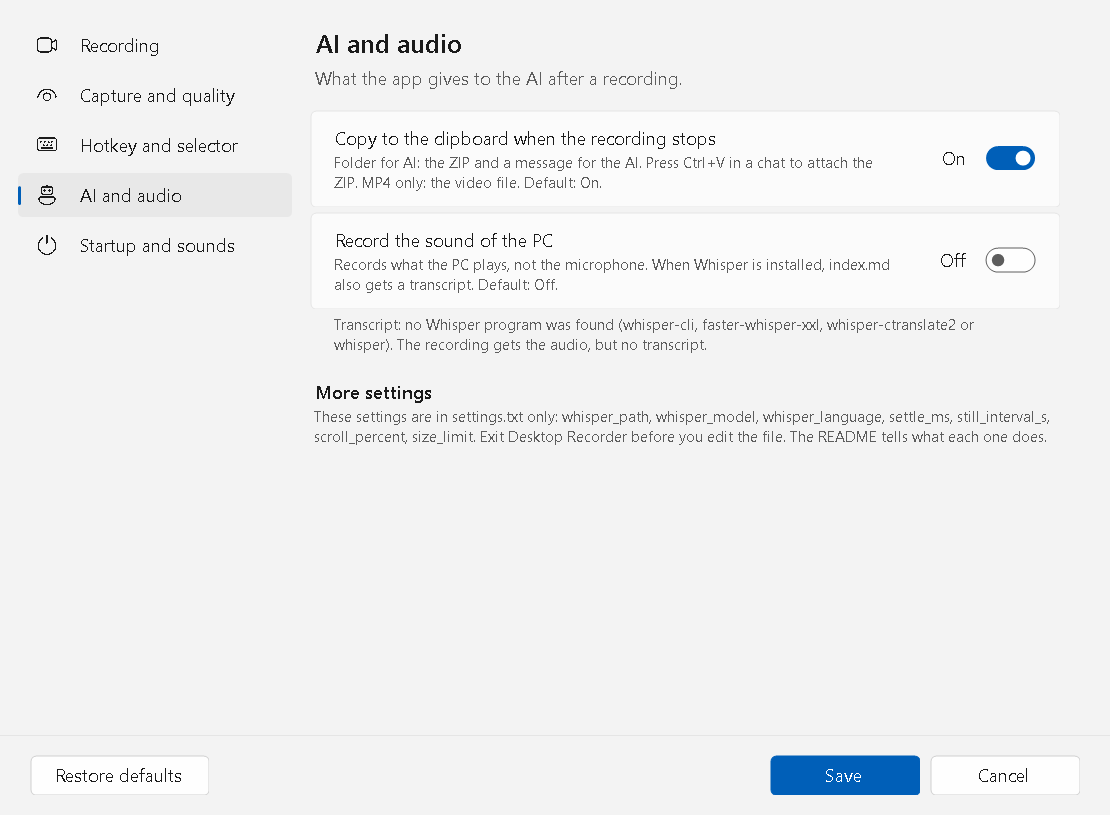 Recording
Capture and quality
Hotkey and selector
AI and audio
Startup and sounds
AI and audio
What the app gives to the AI after a recording.
Copy to the clipboard when the recording stops
Folder for AI: the ZIP and a message for the AI. Press Ctrl+V in a chat to attach the
ZIP. MP4 only: the video file. Default: On.
On
Record the sound of the PC
Records what the PC plays, not the microphone. When Whisper is installed, index.md
also gets a transcript. Default: Off.
Off
Transcript: no Whisper program was found (whisper-cli, faster-whisper-xxl, whisper-ctranslate2 or
whisper). The recording gets the audio, but no transcript.
More settings
These settings are in settings.txt only: whisper_path, whisper_model, whisper_language, settle_ms, still_interval_s,
scroll_percent, size_limit. Exit Desktop Recorder before you edit the file. The README tells what each one does.
Restore defaults
Save
Cancel